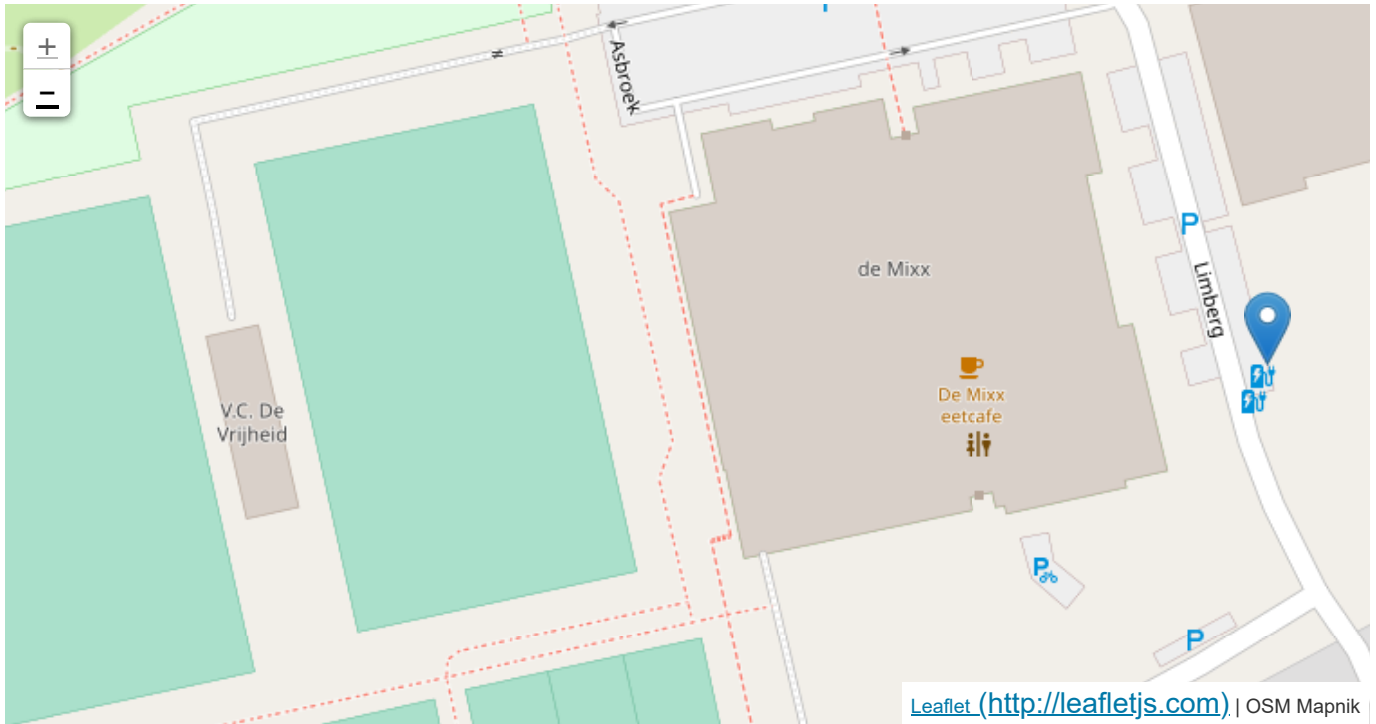 +
−
Asbroek
P
de Mixx
Limberg
De Mixx
eetcafe
V.C. De
Vrijheid
P
P
Leaflet (http://leafletjs.com) | OSM Mapnik